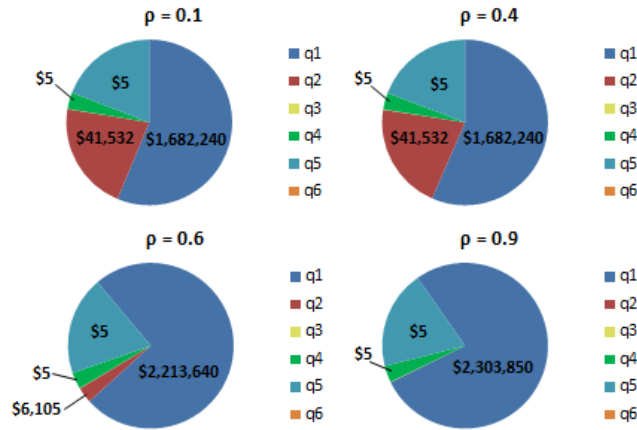 ρ = 0.1
$5
$5
$41,532
$1,682,240
q1
q2
q3
q4
q5
q6
ρ = 0.4
$5
$5
$41,532
$1,682,240
q1
q2
q3
q4
q5
q6
ρ = 0.6
$5
$5
$6,105
$2,213,640
q1
q2
q3
q4
q5
q6
ρ = 0.9
$5
$5
$2,303,850
q1
q2
q3
q4
q5
q6